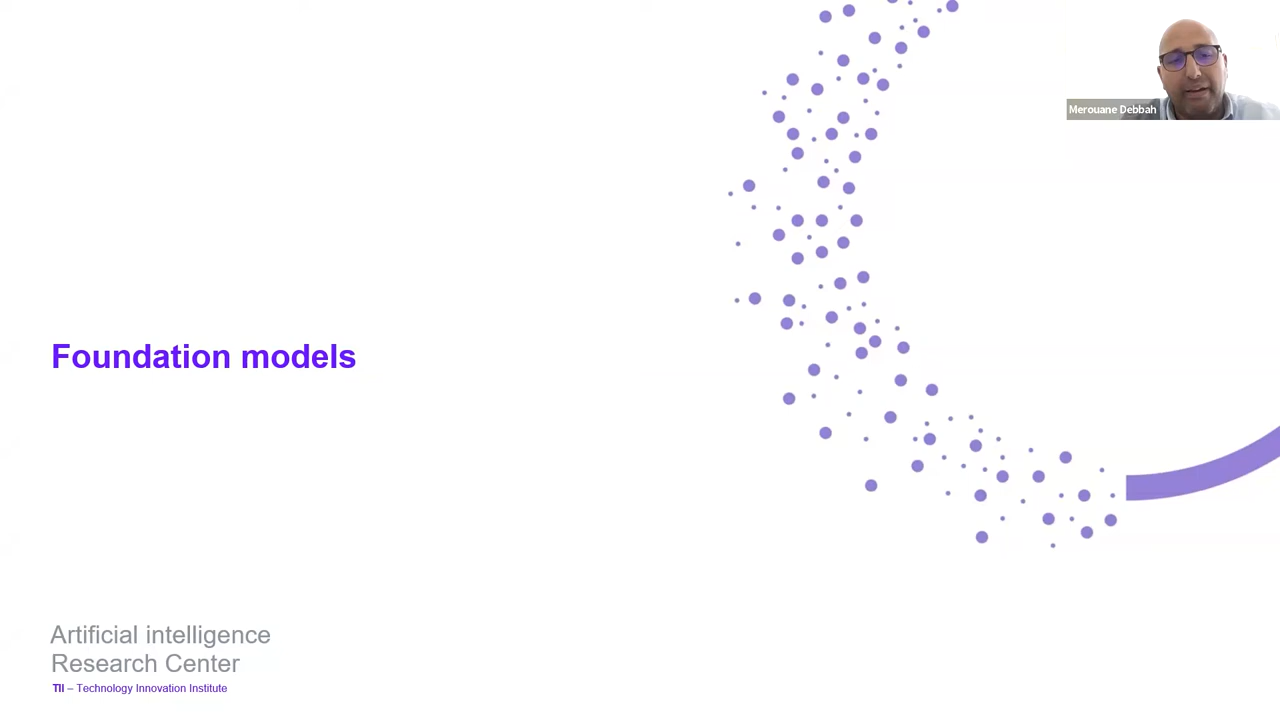 Merouane Debbah
Foundation models
Artificial intelligence
Research Center
TII – Technology Innovation Institute